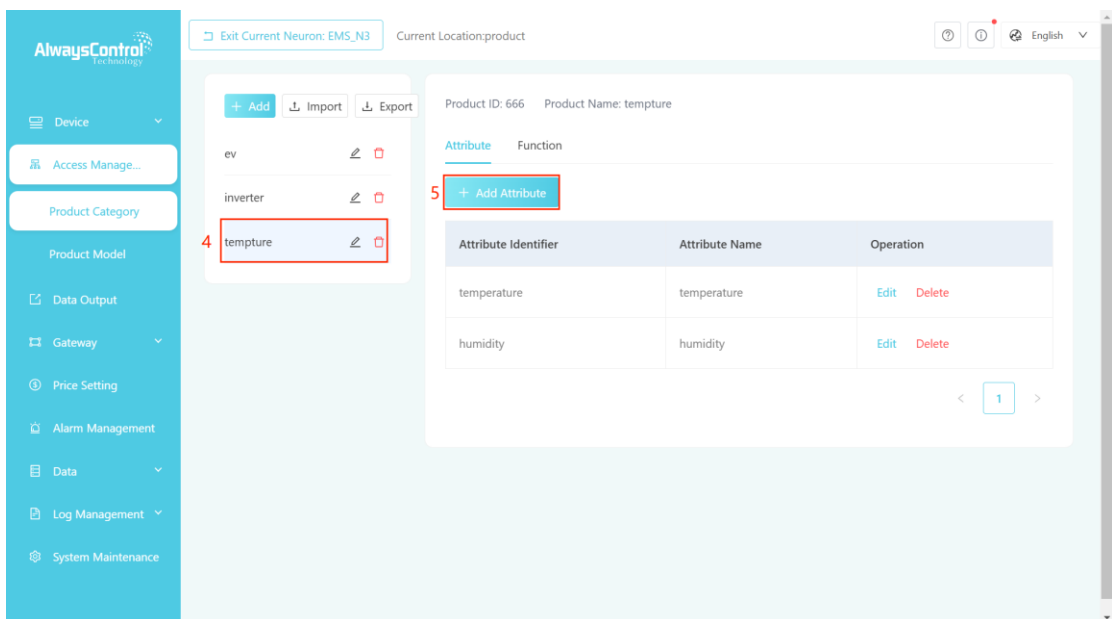 AlwaysControl
Technology
Exit Current Neuron: EMS_N3
Current Location:product
English
Device
Access Manage...
Product Category
Product Model
Data Output
Gateway
Price Setting
Alarm Management
Data
Log Management
System Maintenance
+ Add
Import
Export
ev
inverter
4
tempture
Product ID: 666 Product Name: tempture
Attribute Function
5
+ Add Attribute
Attribute Identifier Attribute Name Operation
temperature temperature Edit Delete
humidity humidity Edit Delete
< 1 >